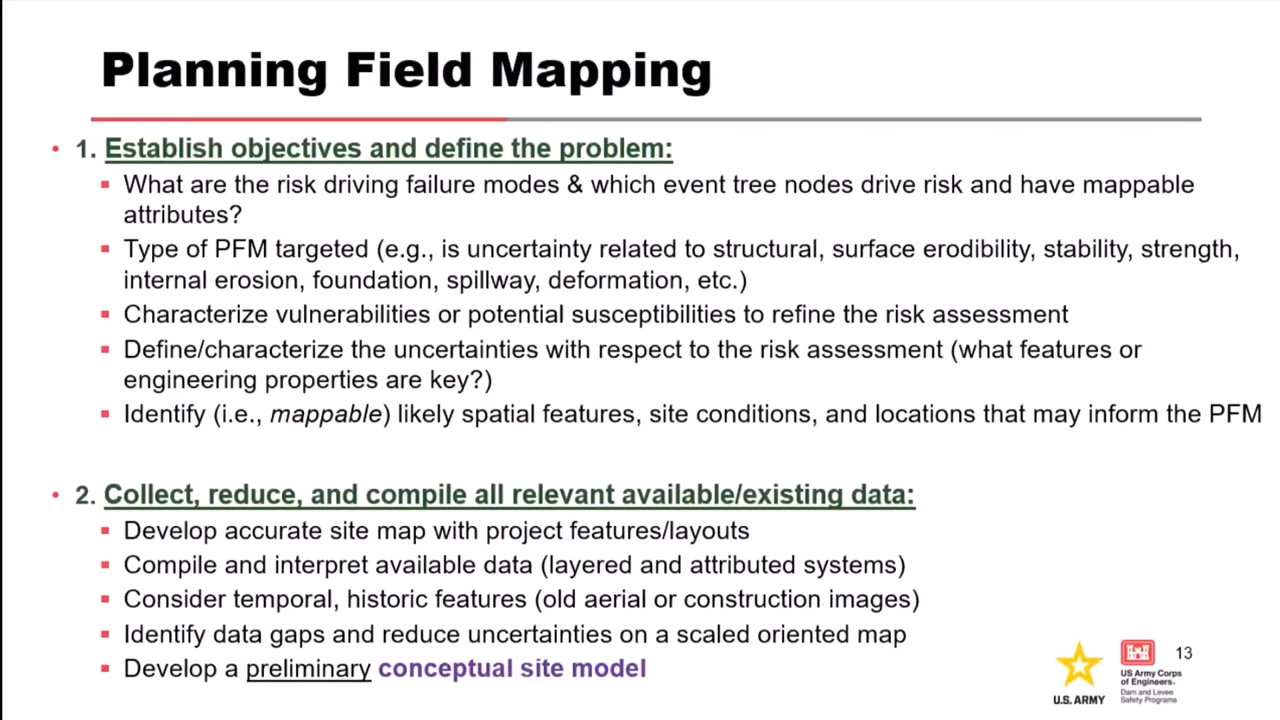 Planning Field Mapping
• 1. Establish objectives and define the problem:
▪ What are the risk driving failure modes & which event tree nodes drive risk and have mappable
attributes?
▪ Type of PFM targeted (e.g., is uncertainty related to structural, surface erodibility, stability, strength,
internal erosion, foundation, spillway, deformation, etc.)
▪ Characterize vulnerabilities or potential susceptibilities to refine the risk assessment
▪ Define/characterize the uncertainties with respect to the risk assessment (what features or
engineering properties are key?)
▪ Identify (i.e., mappable) likely spatial features, site conditions, and locations that may inform the PFM
• 2. Collect, reduce, and compile all relevant available/existing data:
▪ Develop accurate site map with project features/layouts
▪ Compile and interpret available data (layered and attributed systems)
▪ Consider temporal, historic features (old aerial or construction images)
▪ Identify data gaps and reduce uncertainties on a scaled oriented map
▪ Develop a preliminary conceptual site model
13
U.S. ARMY
US Army Corps
of Engineers.
Dam and Levee
Safety Programs